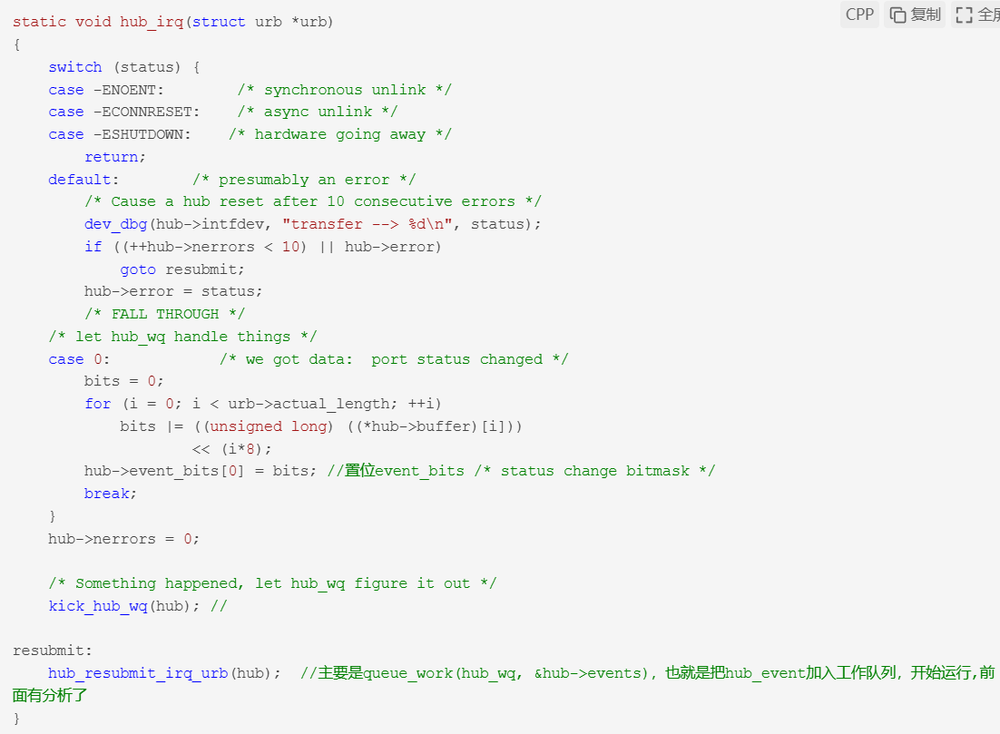 CPP 复制 全屏
static void hub_irq(struct urb *urb)
{
    switch (status) {
    case -ENOENT:        /* synchronous unlink */
    case -ECONNRESET:    /* async unlink */
    case -ESHUTDOWN:    /* hardware going away */
        return;
    default:        /* presumably an error */
        /* Cause a hub reset after 10 consecutive errors */
        dev_dbg(hub->intfdev, "transfer --> %d\n", status);
        if ((++hub->nerrors < 10) || hub->error)
            goto resubmit;
        hub->error = status;
        /* FALL THROUGH */
    /* let hub_wq handle things */
    case 0:            /* we got data:  port status changed */
        bits = 0;
        for (i = 0; i < urb->actual_length; ++i)
            bits |= ((unsigned long) ((*hub->buffer)[i]))
                    << (i*8);
        hub->event_bits[0] = bits; //置位event_bits /* status change bitmask */
        break;
    }
    hub->nerrors = 0;

    /* Something happened, let hub_wq figure it out */
    kick_hub_wq(hub); //

resubmit:
    hub_resubmit_irq_urb(hub);  //主要是queue_work(hub_wq, &hub->events), 也就是把hub_event加入工作队列, 开始运行,前
面有分析了
}